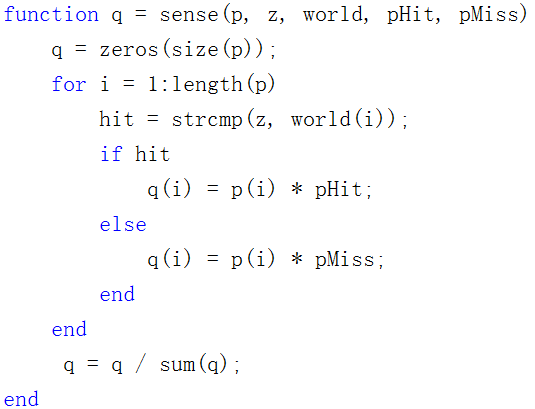 function q = sense(p, z, world, pHit, pMiss)
    q = zeros(size(p));
    for i = 1:length(p)
        hit = strcmp(z, world(i));
        if hit
            q(i) = p(i) * pHit;
        else
            q(i) = p(i) * pMiss;
        end
    end
     q = q / sum(q);
end